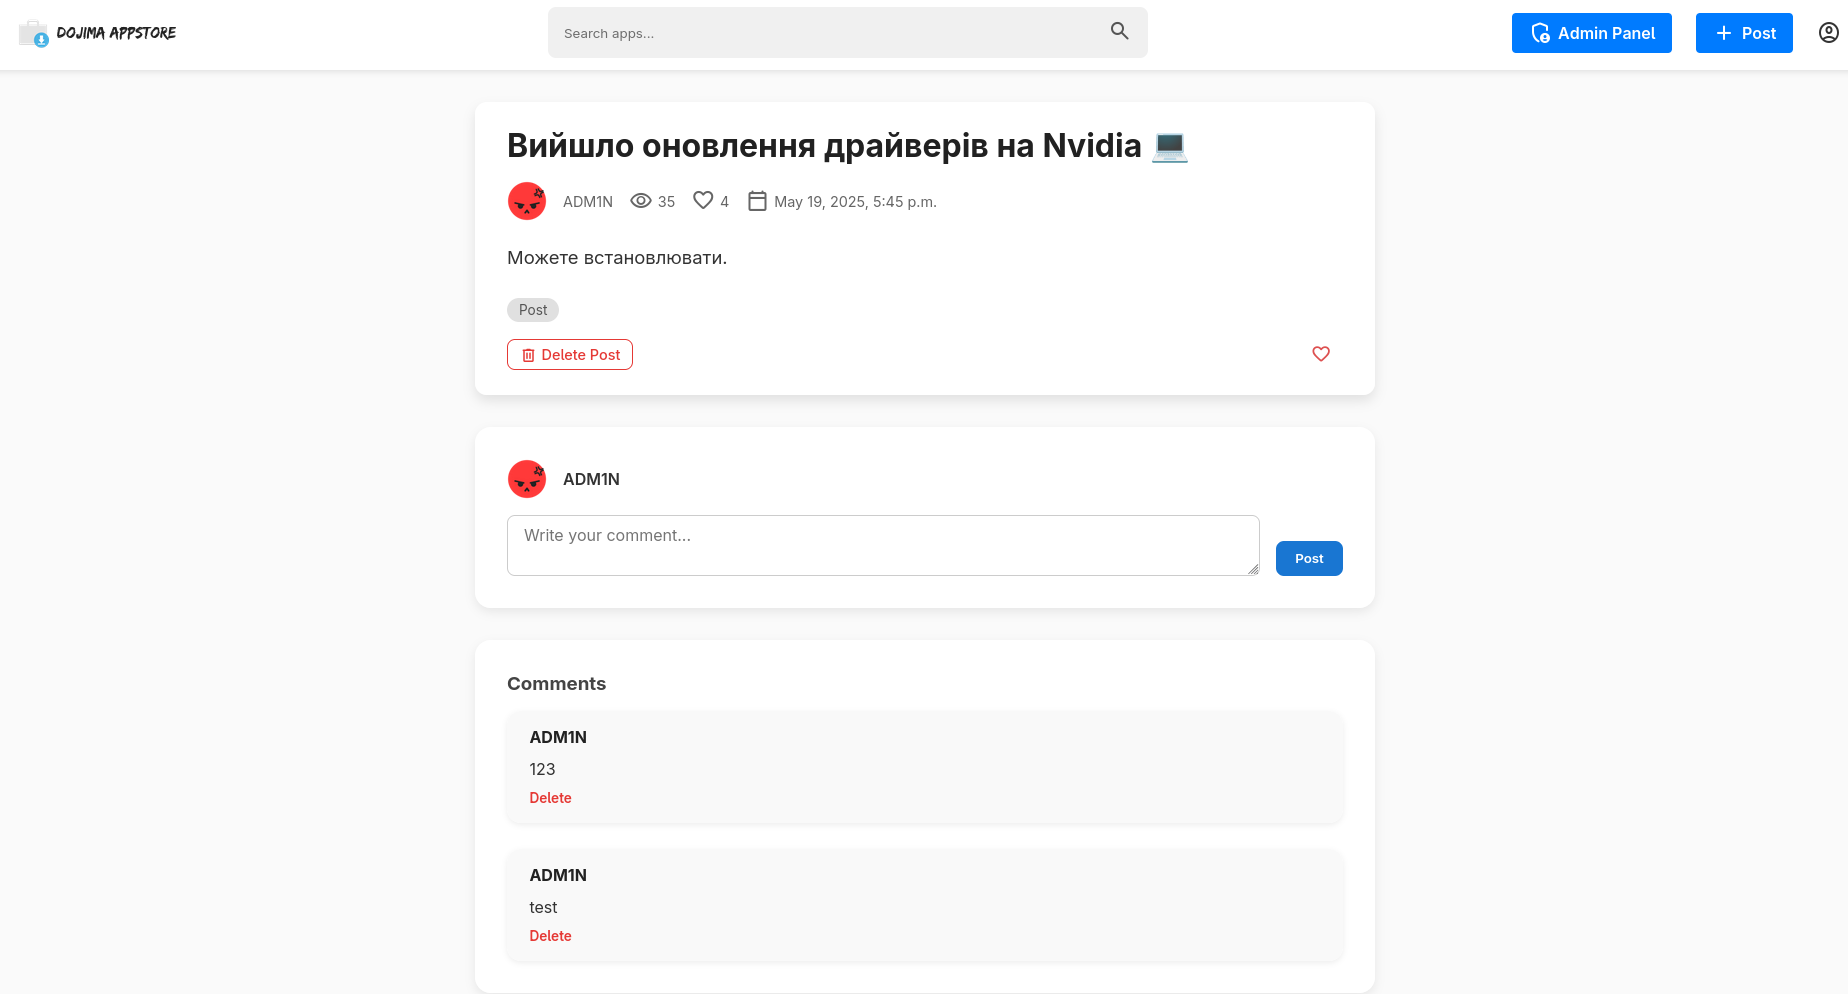 DOJIMA APPSTORE
Search apps...
Admin Panel
Post
Вийшло оновлення драйверів на Nvidia 💻
ADM1N 35 4 May 19, 2025, 5:45 p.m.
Можете встановлювати.
Post
Delete Post
ADM1N
Write your comment...
Post
Comments
ADM1N
123
Delete
ADM1N
test
Delete